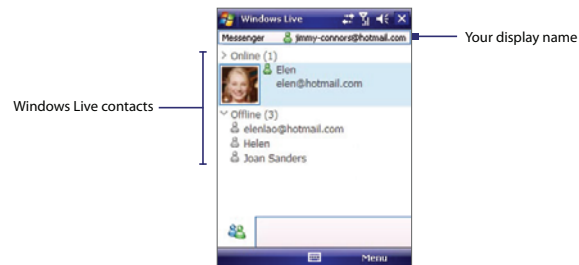 Windows Live
Messenger jimmy-connors@hotmail.com
Your display name
> Online (1)
Elen
elen@hotmail.com
Windows Live contacts
Offline (3)
elenlao@hotmail.com
Helen
Joan Sanders
Menu